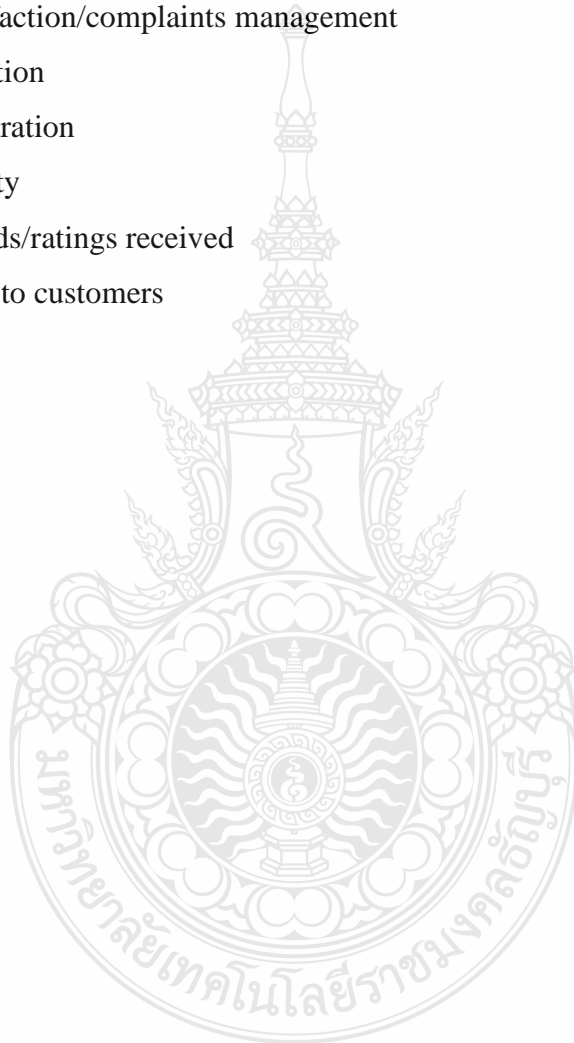 faction/complaints management
tion
ration
ty
ds/ratings received
to customers
มหาวิทยาลัยเทคโนโลยีราชมงคลธัญบุรี